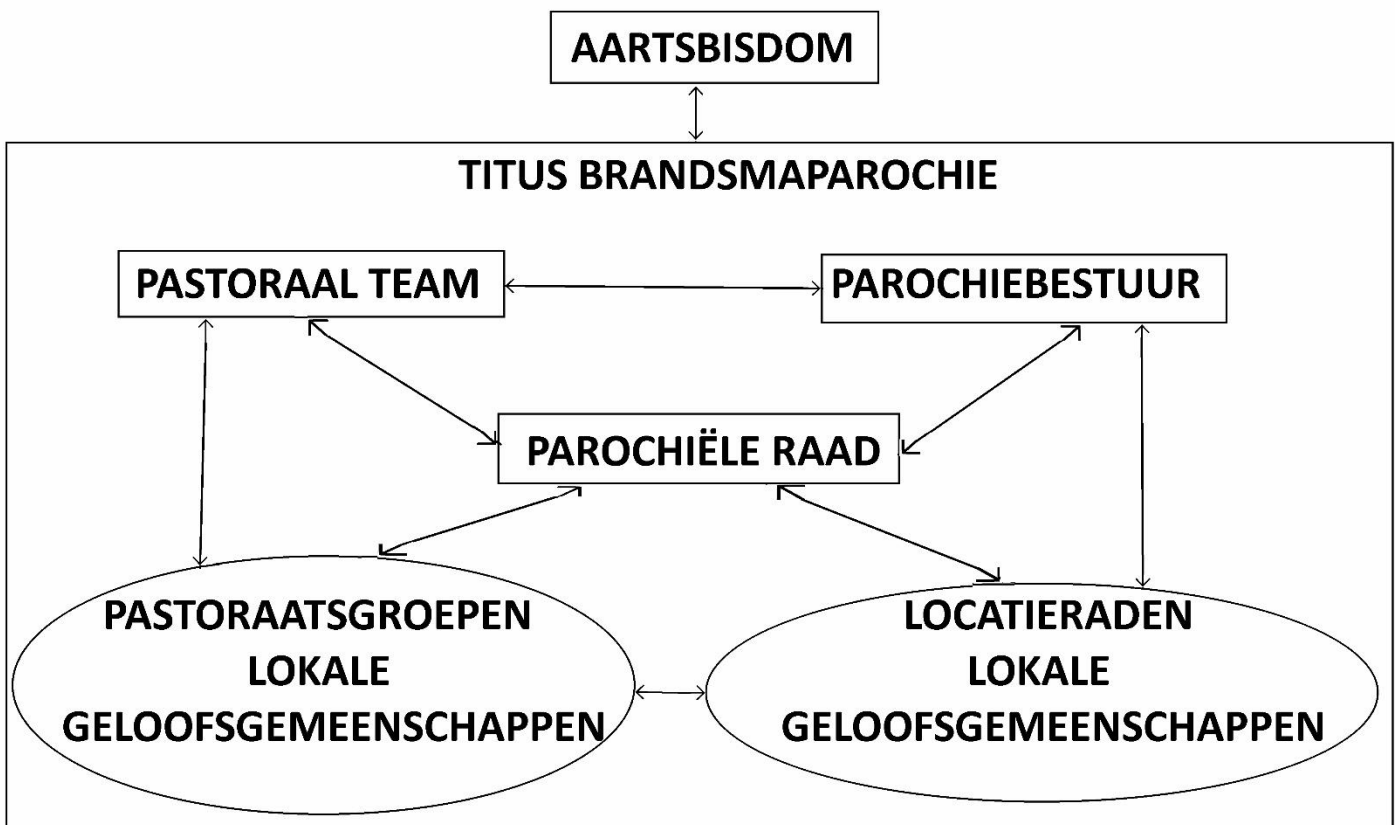 AARTSBISDOM
TITUS BRANDSMAPAROCHIE
PASTORAAL TEAM
PAROCHIEBESTUUR
PAROCHIËLE RAAD
PASTORAATSGROEPEN
LOKALE
GELOOFSGEMEENSCHAPPEN
LOCATIERADEN
LOKALE
GELOOFSGEMEENSCHAPPEN